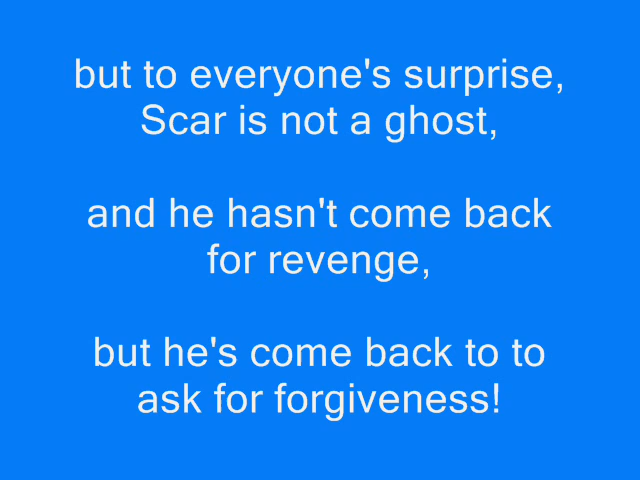 but to everyone's surprise,
Scar is not a ghost,
and he hasn't come back
for revenge,
but he's come back to to
ask for forgiveness!